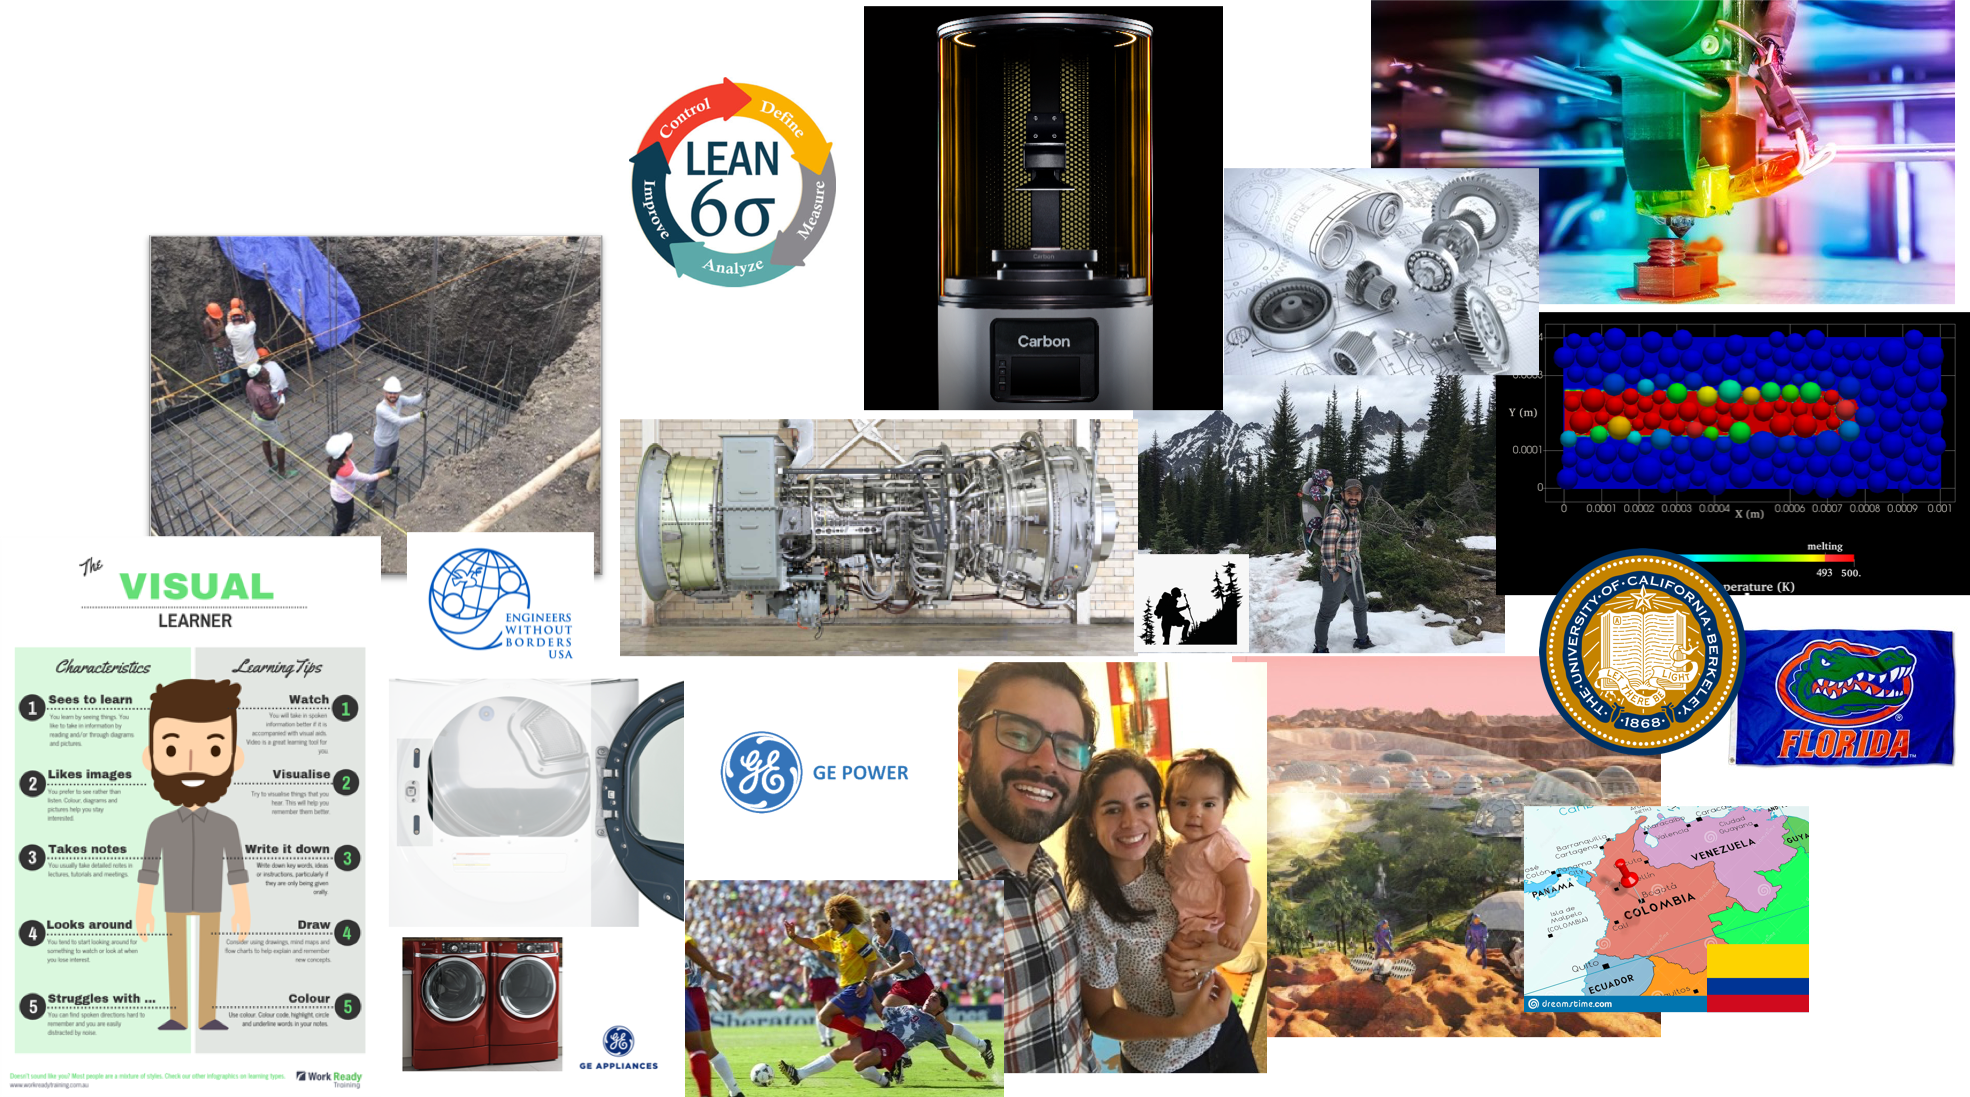 Control
Define
Measure
Analyze
Improve
LEAN
6σ
Carbon
Carbon
The
VISUAL
LEARNER
Characteristics
Learning Tips
1
Sees to learn
You learn by seeing things. You
like to take in information by
reading and/or through diagrams
and pictures.
Watch
1
You will take in spoken
information better if it is
accompanied with visual aids.
Video is a great learning tool for
you
2
Likes images
You prefer to see rather than
listen. Colour, diagrams and
pictures help you stay
interested.
Visualise
2
Try to visualise things that you
hear. This will help you
remember them better.
3
Takes notes
You usually take detailed notes in
lectures, tutorials and meetings.
Write it down
3
Write down key words, ideas
or instructions, particularly if
they are only being given
orally.
4
Looks around
You tend to start looking around for
something to watch or look at when
you lose interest.
Draw
4
Consider using drawings, mind maps and
flow charts to help explain and remember
new concepts.
5
Struggles with ...
You can find spoken directions hard to
remember and you are easily
distracted by noise.
Colour
5
Use colour. Colour code, highlight, circle
and underline words in your notes.
Doesn't sound like you? Most people are a mixture of styles. Check out other infographics on learning types.
www.workreadytraining.com.au
Work Ready
Training
ENGINEERS
WITHOUT
BORDERS
USA
GE
GE POWER
GE
GE APPLIANCES
Y (m)
0.0001
0
0 0.0001 0.0002 0.0003 0.0004 0.0006 0.0007 0.0008 0.0009 0.001
X (m)
melting
493 500.
perature (K)
THE·UNIVERSITY·OF·CALIFORNIA·BERKELEY
LET THERE BE LIGHT
A
·1868·
FLORIDA
®
TM
Barranquilla
Cartagena
Maracaibo
Valencia
Caracas
Ciudad
Guayana
VENEZUELA
GUYA
Colón
Panama
City
PANAMA
Isla de
Malpelo
(COLOMBIA)
Bogotá
COLOMBIA
Cali
Quito
ECUADOR
quitos
dreamstime.com